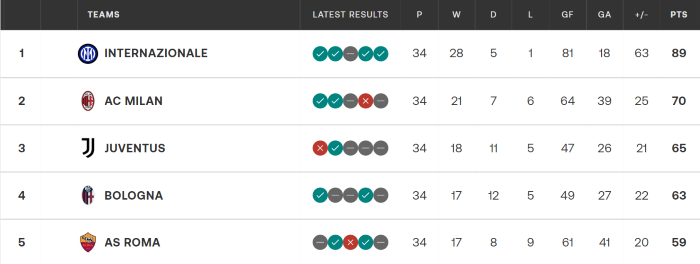 TEAMS LATEST RESULTS P W D L GF GA +/- PTS
1 INTERNAZIONALE 34 28 5 1 81 18 63 89
2 AC MILAN 34 21 7 6 64 39 25 70
3 JUVENTUS 34 18 11 5 47 26 21 65
4 BOLOGNA 34 17 12 5 49 27 22 63
5 AS ROMA 34 17 8 9 61 41 20 59